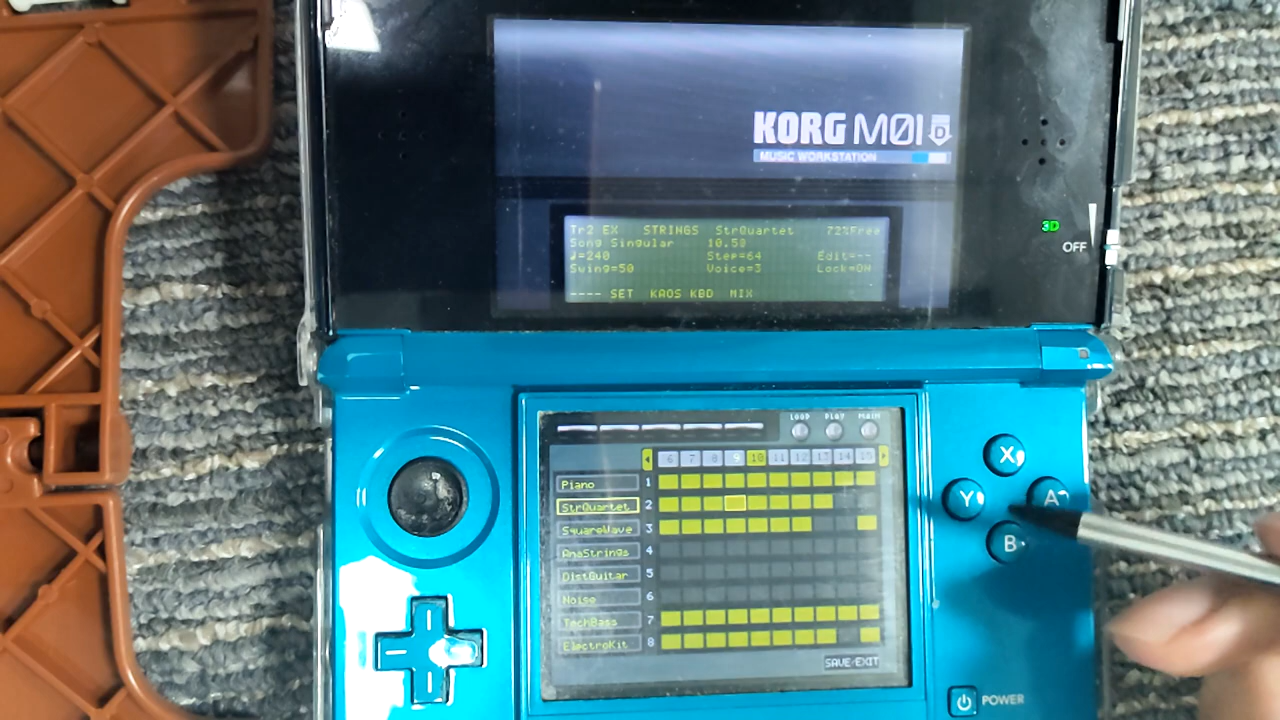 KORG MØ1D
MUSIC WORKSTATION
Tr2 EX STRINGS StrQuartet 72%Free
Song Singular 10.50
♩=240 Step=64 Edit=--
Swing=50 Voice=3 Lock=ON
---- SET KAOS KBD MIX
3D
OFF
LOOP PLAY MAIN
6 7 8 9 10 11 12 13 14 15
Piano 1
StrQuartet 2
SquareWave 3
AnaStrings 4
DistGuitar 5
Noise 6
TechBass 7
ElectroKit 8
SAVE/EXIT
X
Y A
B
POWER